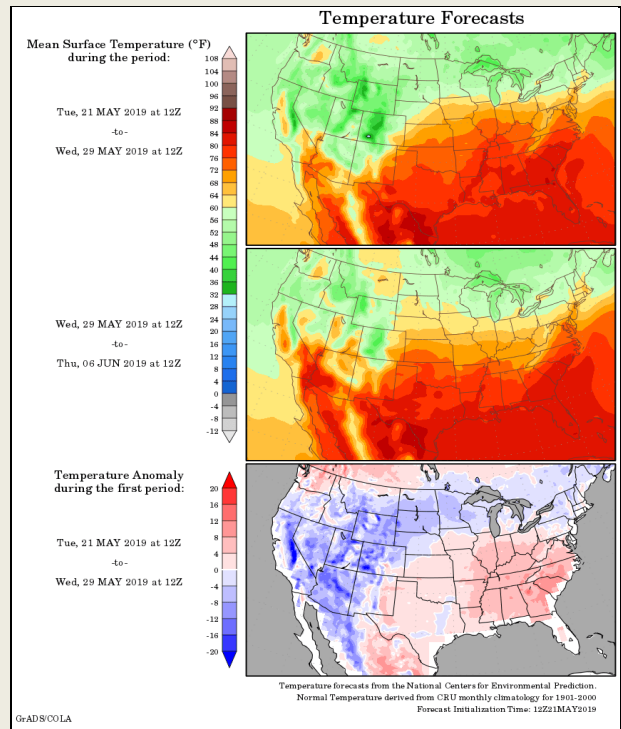 Temperature Forecasts
Mean Surface Temperature (°F)
during the period:
Tue, 21 MAY 2019 at 12Z
-to-
Wed, 29 MAY 2019 at 12Z
108
104
100
96
92
88
84
80
76
72
68
64
60
56
52
48
44
40
36
32
28
24
20
16
12
8
4
0
-4
-8
-12
Wed, 29 MAY 2019 at 12Z
-to-
Thu, 06 JUN 2019 at 12Z
Temperature Anomaly
during the first period:
Tue, 21 MAY 2019 at 12Z
-to-
Wed, 29 MAY 2019 at 12Z
20
16
12
8
4
0
-4
-8
-12
-16
-20
Temperature forecasts from the National Centers for Environmental Prediction.
Normal Temperature derived from CRU monthly climatology for 1901-2000
Forecast Initialization Time: 12Z21MAY2019
GrADS/COLA